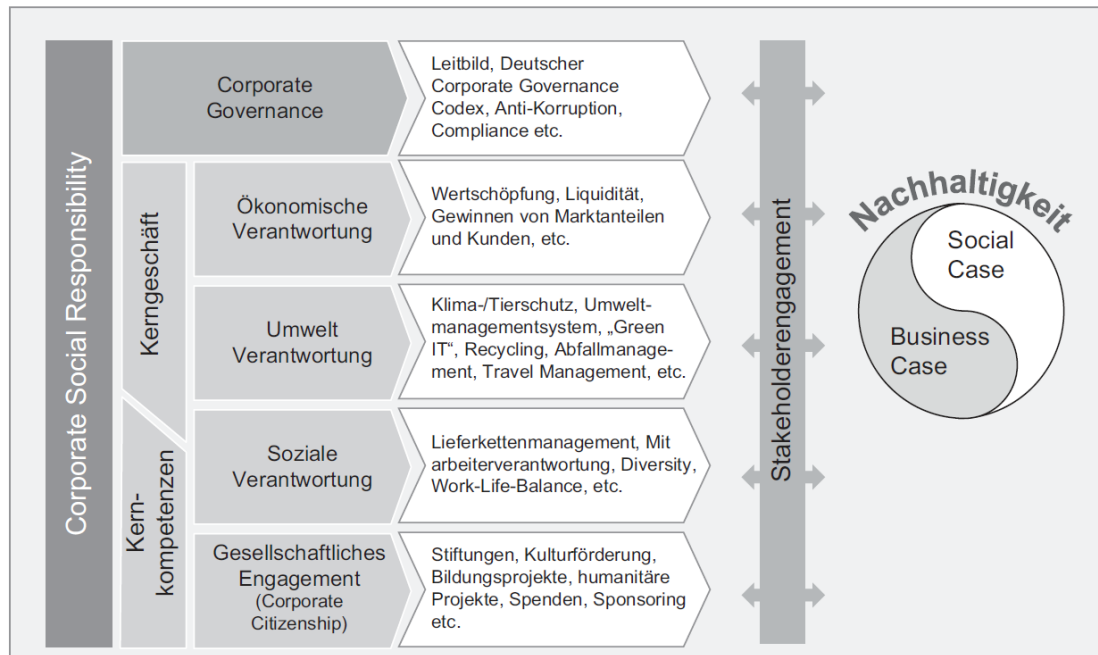 Corporate Social Responsibility
Corporate
Governance
Leitbild, Deutscher
Corporate Governance
Codex, Anti-Korruption,
Compliance etc.
Kerngeschäft
Ökonomische
Verantwortung
Wertschöpfung, Liquidität,
Gewinnen von Marktanteilen
und Kunden, etc.
Umwelt
Verantwortung
Klima-/Tierschutz, Umwelt-
managementsystem, „Green
IT“, Recycling, Abfallmanage-
ment, Travel Management, etc.
Kern-
kompetenzen
Soziale
Verantwortung
Lieferkettenmanagement, Mit
arbeiterverantwortung, Diversity,
Work-Life-Balance, etc.
Gesellschaftliches
Engagement
(Corporate
Citizenship)
Stiftungen, Kulturförderung,
Bildungsprojekte, humanitäre
Projekte, Spenden, Sponsoring
etc.
Stakeholderengagement
Nachhaltigkeit
Social
Case
Business
Case